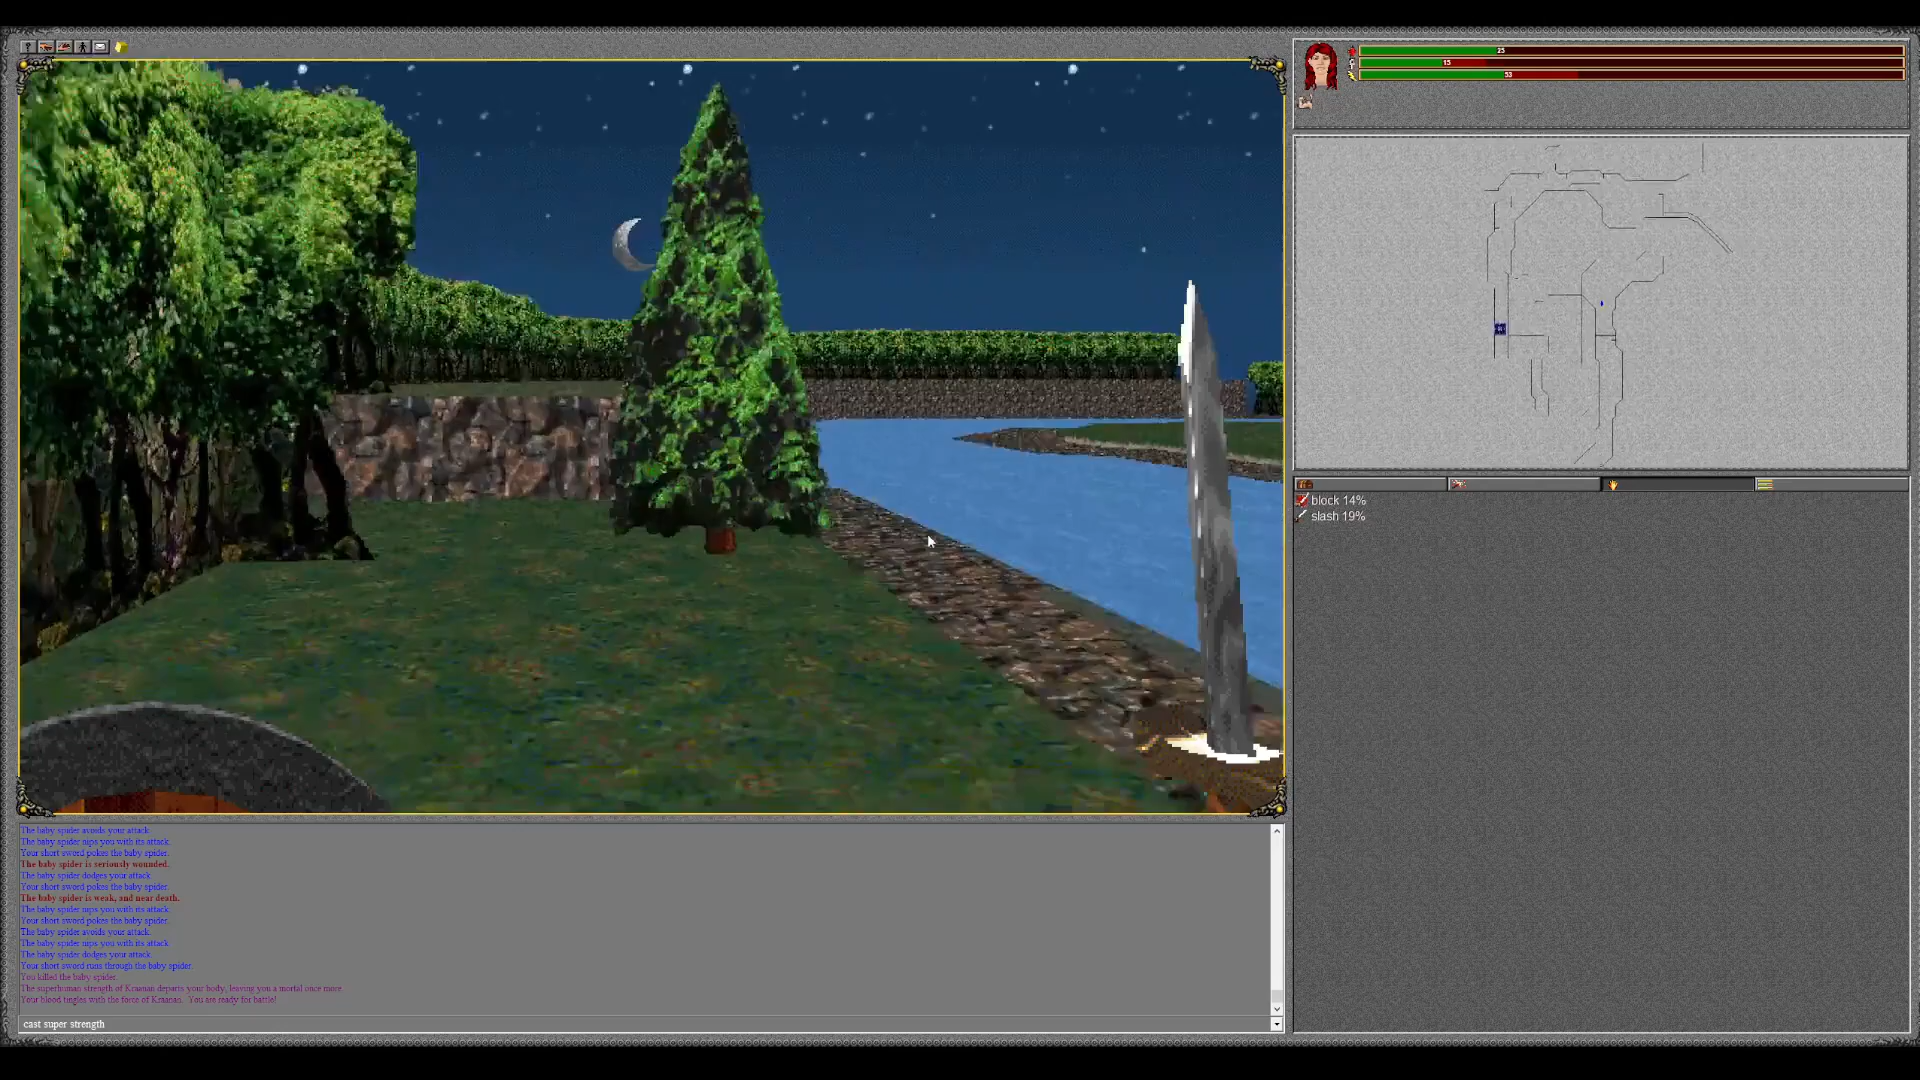 25
15
53
block 14%
slash 19%
The baby spider avoids your attack.
The baby spider nips you with its attack.
Your short sword pokes the baby spider.
The baby spider is seriously wounded.
The baby spider dodges your attack.
Your short sword pokes the baby spider.
The baby spider is weak, and near death.
The baby spider nips you with its attack.
Your short sword pokes the baby spider.
The baby spider avoids your attack.
The baby spider nips you with its attack.
The baby spider dodges your attack.
Your short sword runs through the baby spider.
You killed the baby spider.
The superhuman strength of Kraanan departs your body, leaving you a mortal once more.
Your blood tingles with the force of Kraanan.  You are ready for battle!
cast super strength